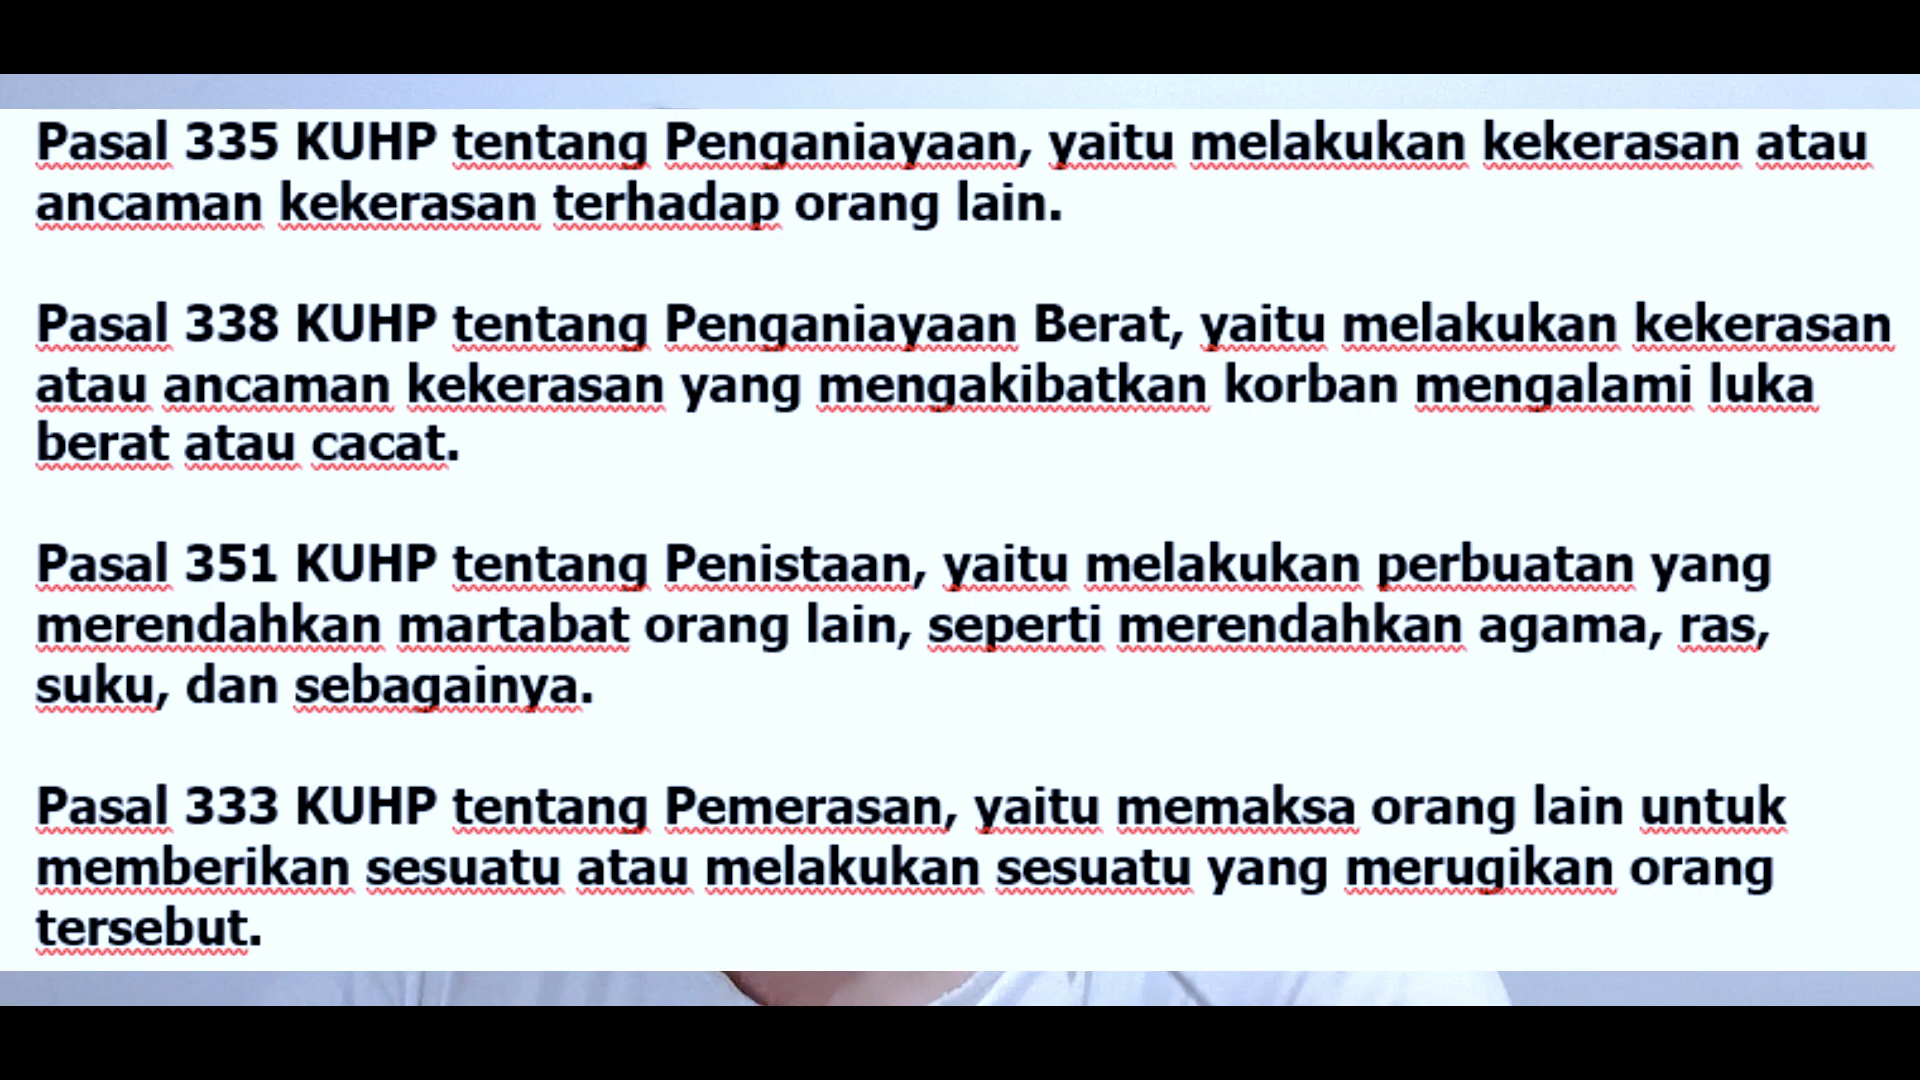 Pasal 335 KUHP tentang Penganiayaan, yaitu melakukan kekerasan atau
ancaman kekerasan terhadap orang lain.
Pasal 338 KUHP tentang Penganiayaan Berat, yaitu melakukan kekerasan
atau ancaman kekerasan yang mengakibatkan korban mengalami luka
berat atau cacat.
Pasal 351 KUHP tentang Penistaan, yaitu melakukan perbuatan yang
merendahkan martabat orang lain, seperti merendahkan agama, ras,
suku, dan sebagainya.
Pasal 333 KUHP tentang Pemerasan, yaitu memaksa orang lain untuk
memberikan sesuatu atau melakukan sesuatu yang merugikan orang
tersebut.